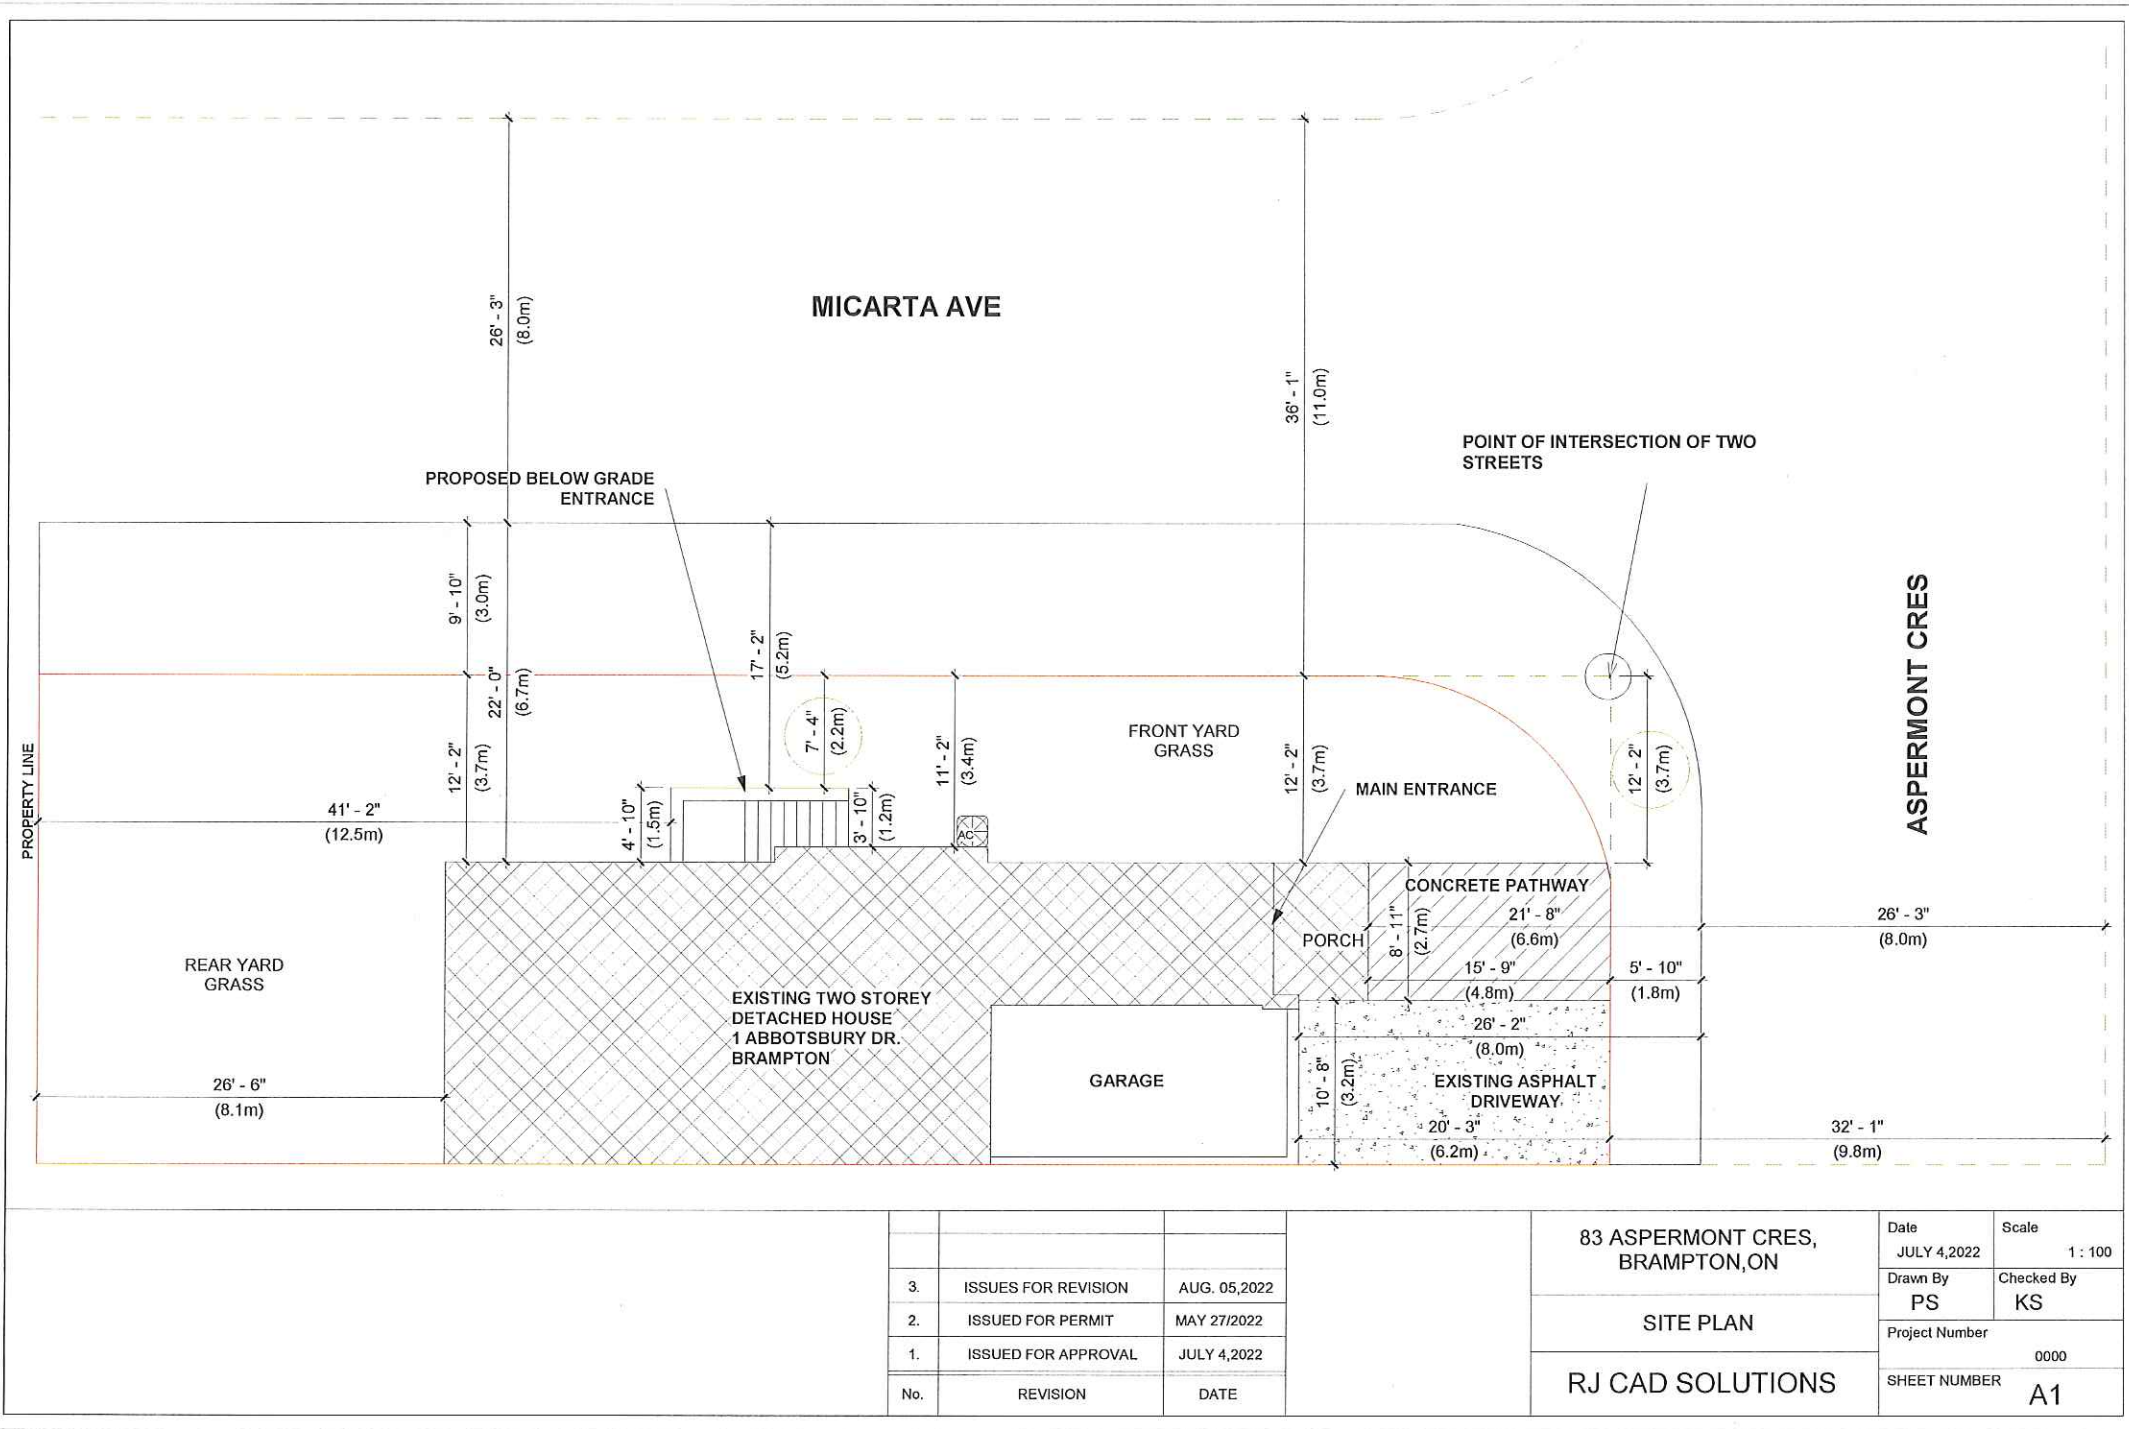 MICARTA AVE
26' - 3"
(8.0m)
36' - 1"
(11.0m)
POINT OF INTERSECTION OF TWO
STREETS
PROPOSED BELOW GRADE
ENTRANCE
9' - 10"
(3.0m)
17' - 2"
(5.2m)
22' - 0"
(6.7m)
12' - 2"
(3.7m)
7' - 4"
(2.2m)
11' - 2"
(3.4m)
FRONT YARD
GRASS
12' - 2"
(3.7m)
12' - 2"
(3.7m)
ASPERMONT CRES
MAIN ENTRANCE
PROPERTY LINE
41' - 2"
(12.5m)
4' - 10"
(1.5m)
3' - 10"
(1.2m)
AC
CONCRETE PATHWAY
21' - 8"
(6.6m)
8' - 11"
(2.7m)
PORCH
26' - 3"
(8.0m)
15' - 9"
(4.8m)
5' - 10"
(1.8m)
REAR YARD
GRASS
EXISTING TWO STOREY
DETACHED HOUSE
1 ABBOTSBURY DR.
BRAMPTON
26' - 2"
(8.0m)
GARAGE
10' - 8"
(3.2m)
EXISTING ASPHALT
DRIVEWAY
26' - 6"
(8.1m)
20' - 3"
(6.2m)
32' - 1"
(9.8m)
3. ISSUES FOR REVISION AUG. 05,2022
2. ISSUED FOR PERMIT MAY 27/2022
1. ISSUED FOR APPROVAL JULY 4,2022
No. REVISION DATE
83 ASPERMONT CRES,
BRAMPTON,ON
SITE PLAN
RJ CAD SOLUTIONS
Date Scale
JULY 4,2022 1 : 100
Drawn By Checked By
PS KS
Project Number
0000
SHEET NUMBER
A1